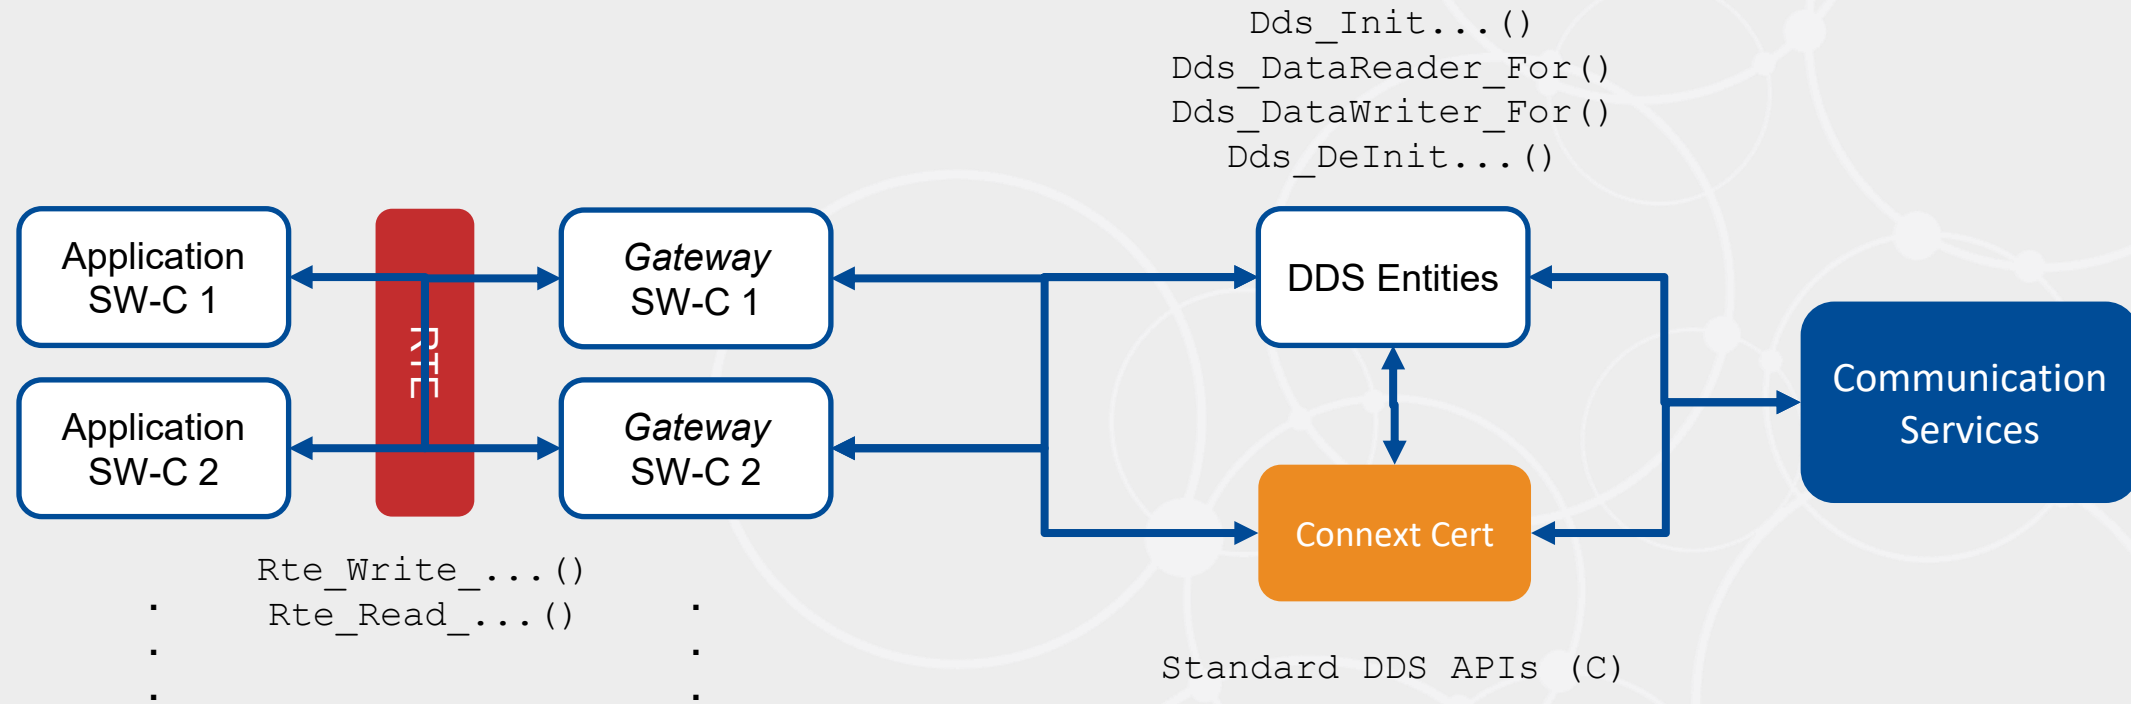 Dds_Init...()
Dds_DataReader_For()
Dds_DataWriter_For()
Dds_DeInit...()
Application
SW-C 1
RTE
Gateway
SW-C 1
DDS Entities
Communication
Services
Application
SW-C 2
Gateway
SW-C 2
Connext Cert
Rte_Write_...()
Rte_Read_...()
Standard DDS APIs (C)